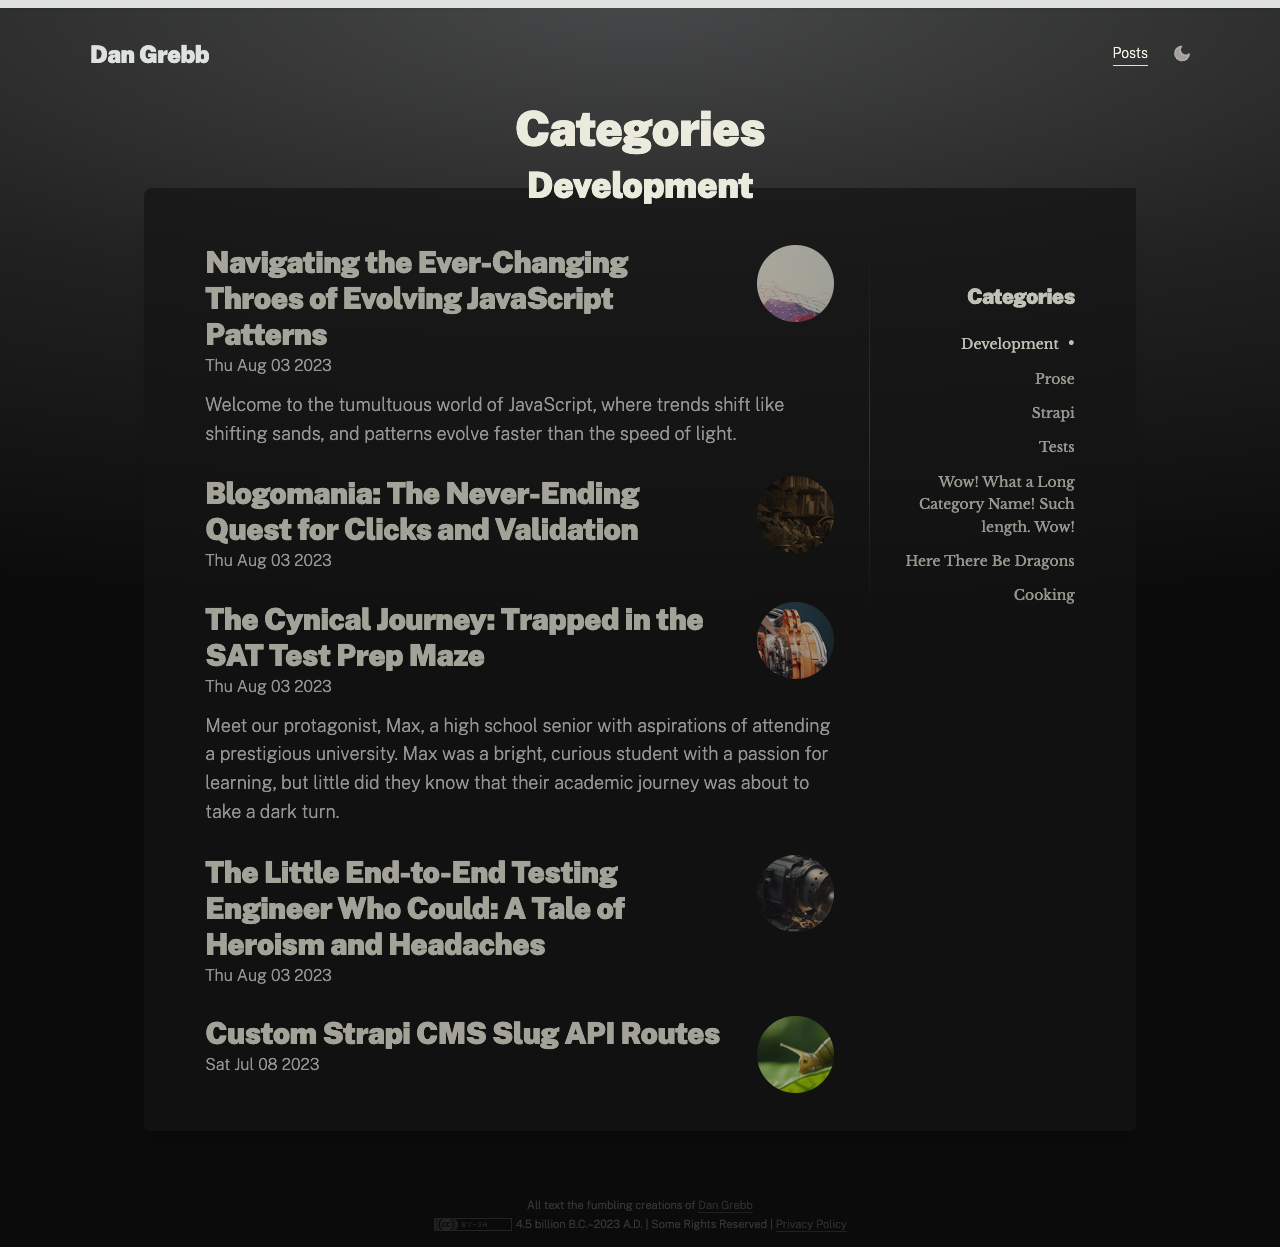 Dan Grebb
Posts
Categories
Development
Navigating the Ever-Changing
Throes of Evolving JavaScript
Patterns
Thu Aug 03 2023
Welcome to the tumultuous world of JavaScript, where trends shift like
shifting sands, and patterns evolve faster than the speed of light.
Blogomania: The Never-Ending
Quest for Clicks and Validation
Thu Aug 03 2023
The Cynical Journey: Trapped in the
SAT Test Prep Maze
Thu Aug 03 2023
Meet our protagonist, Max, a high school senior with aspirations of attending
a prestigious university. Max was a bright, curious student with a passion for
learning, but little did they know that their academic journey was about to
take a dark turn.
The Little End-to-End Testing
Engineer Who Could: A Tale of
Heroism and Headaches
Thu Aug 03 2023
Custom Strapi CMS Slug API Routes
Sat Jul 08 2023
Categories
Development •
Prose
Strapi
Tests
Wow! What a Long
Category Name! Such
length. Wow!
Here There Be Dragons
Cooking
All text the fumbling creations of Dan Grebb
cc BY-SA 4.5 billion B.C.–2023 A.D. | Some Rights Reserved | Privacy Policy